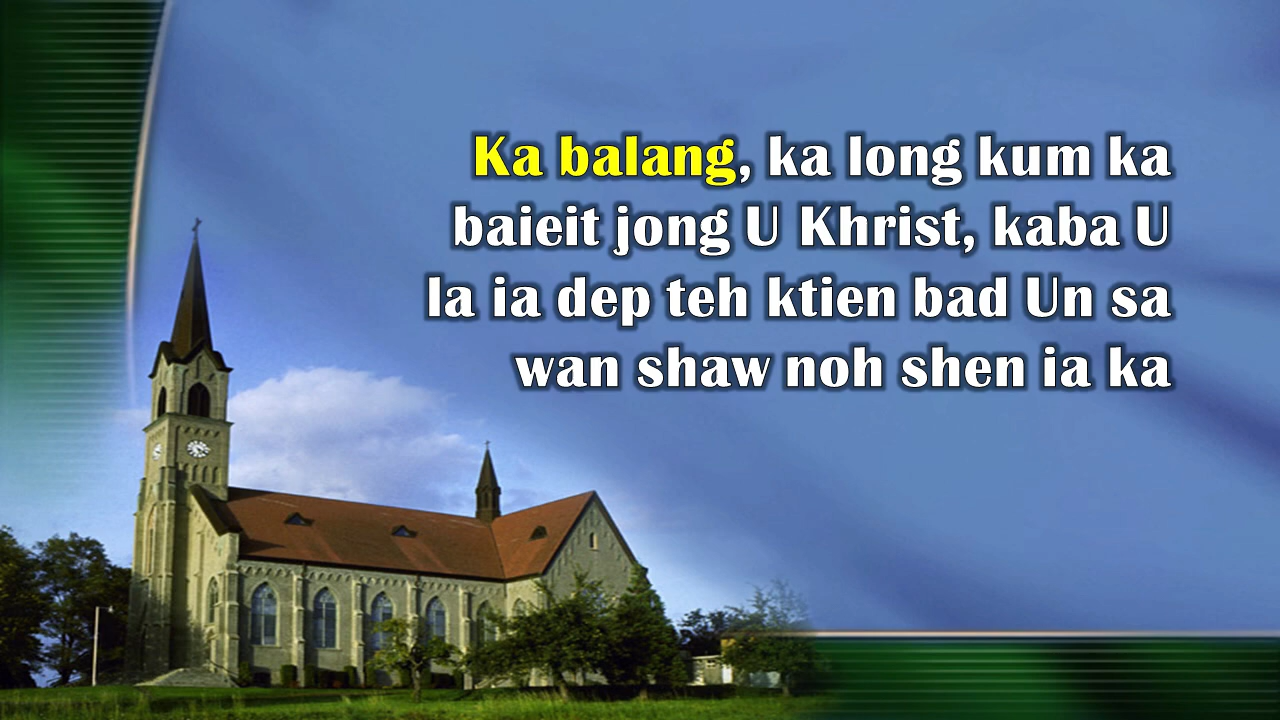 Ka balang, ka long kum ka
baieit jong U Khrist, kaba U
la ia dep teh ktien bad Un sa
wan shaw noh shen ia ka